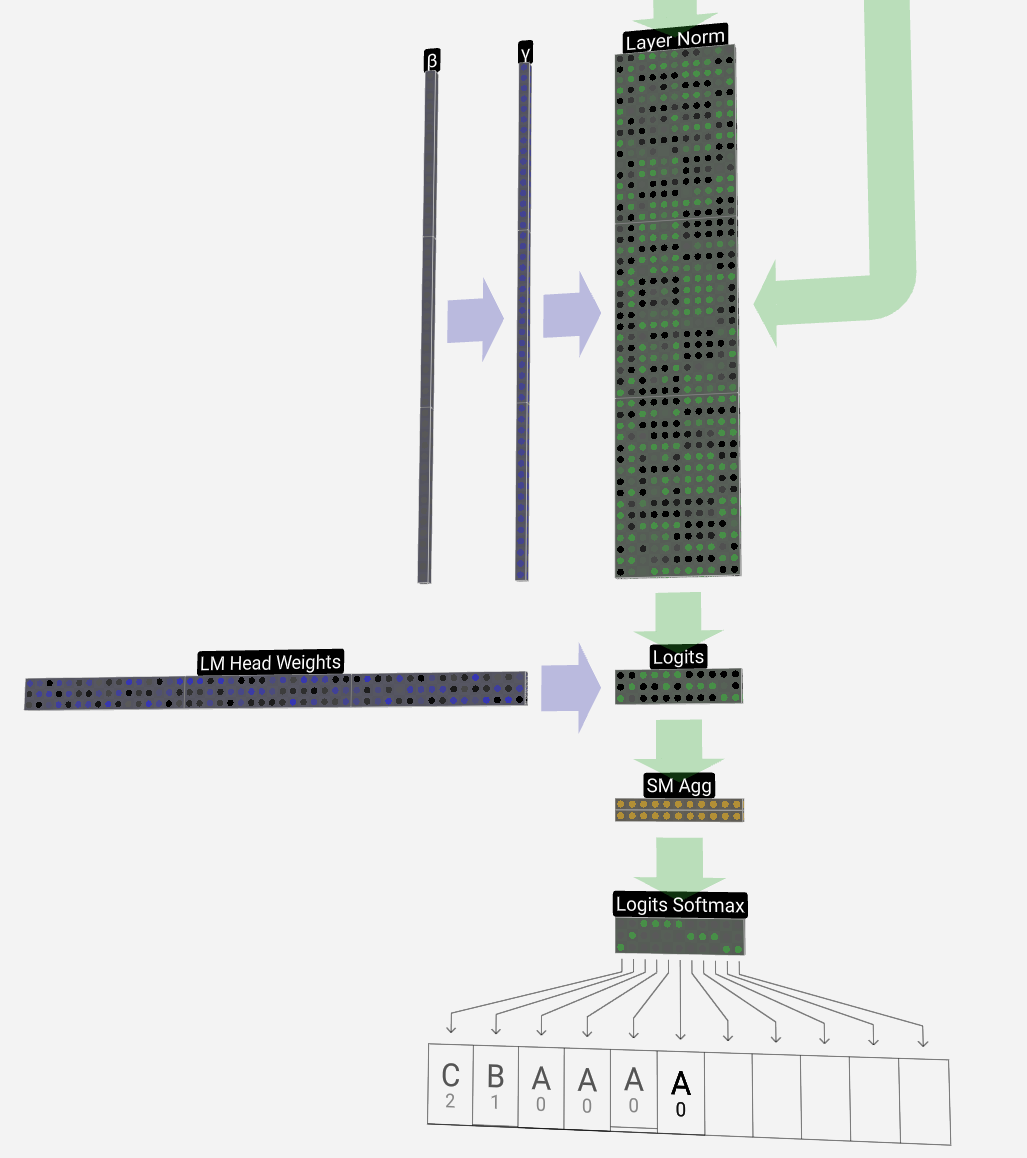 Layer Norm
β
γ
LM Head Weights
Logits
SM Agg
Logits Softmax
C B A A A A
2 1 0 0 0 0